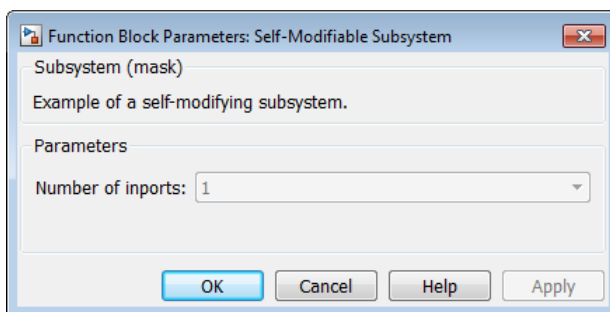 Function Block Parameters: Self-Modifiable Subsystem
Subsystem (mask)
Example of a self-modifying subsystem.
Parameters
Number of inports: 1
OK Cancel Help Apply